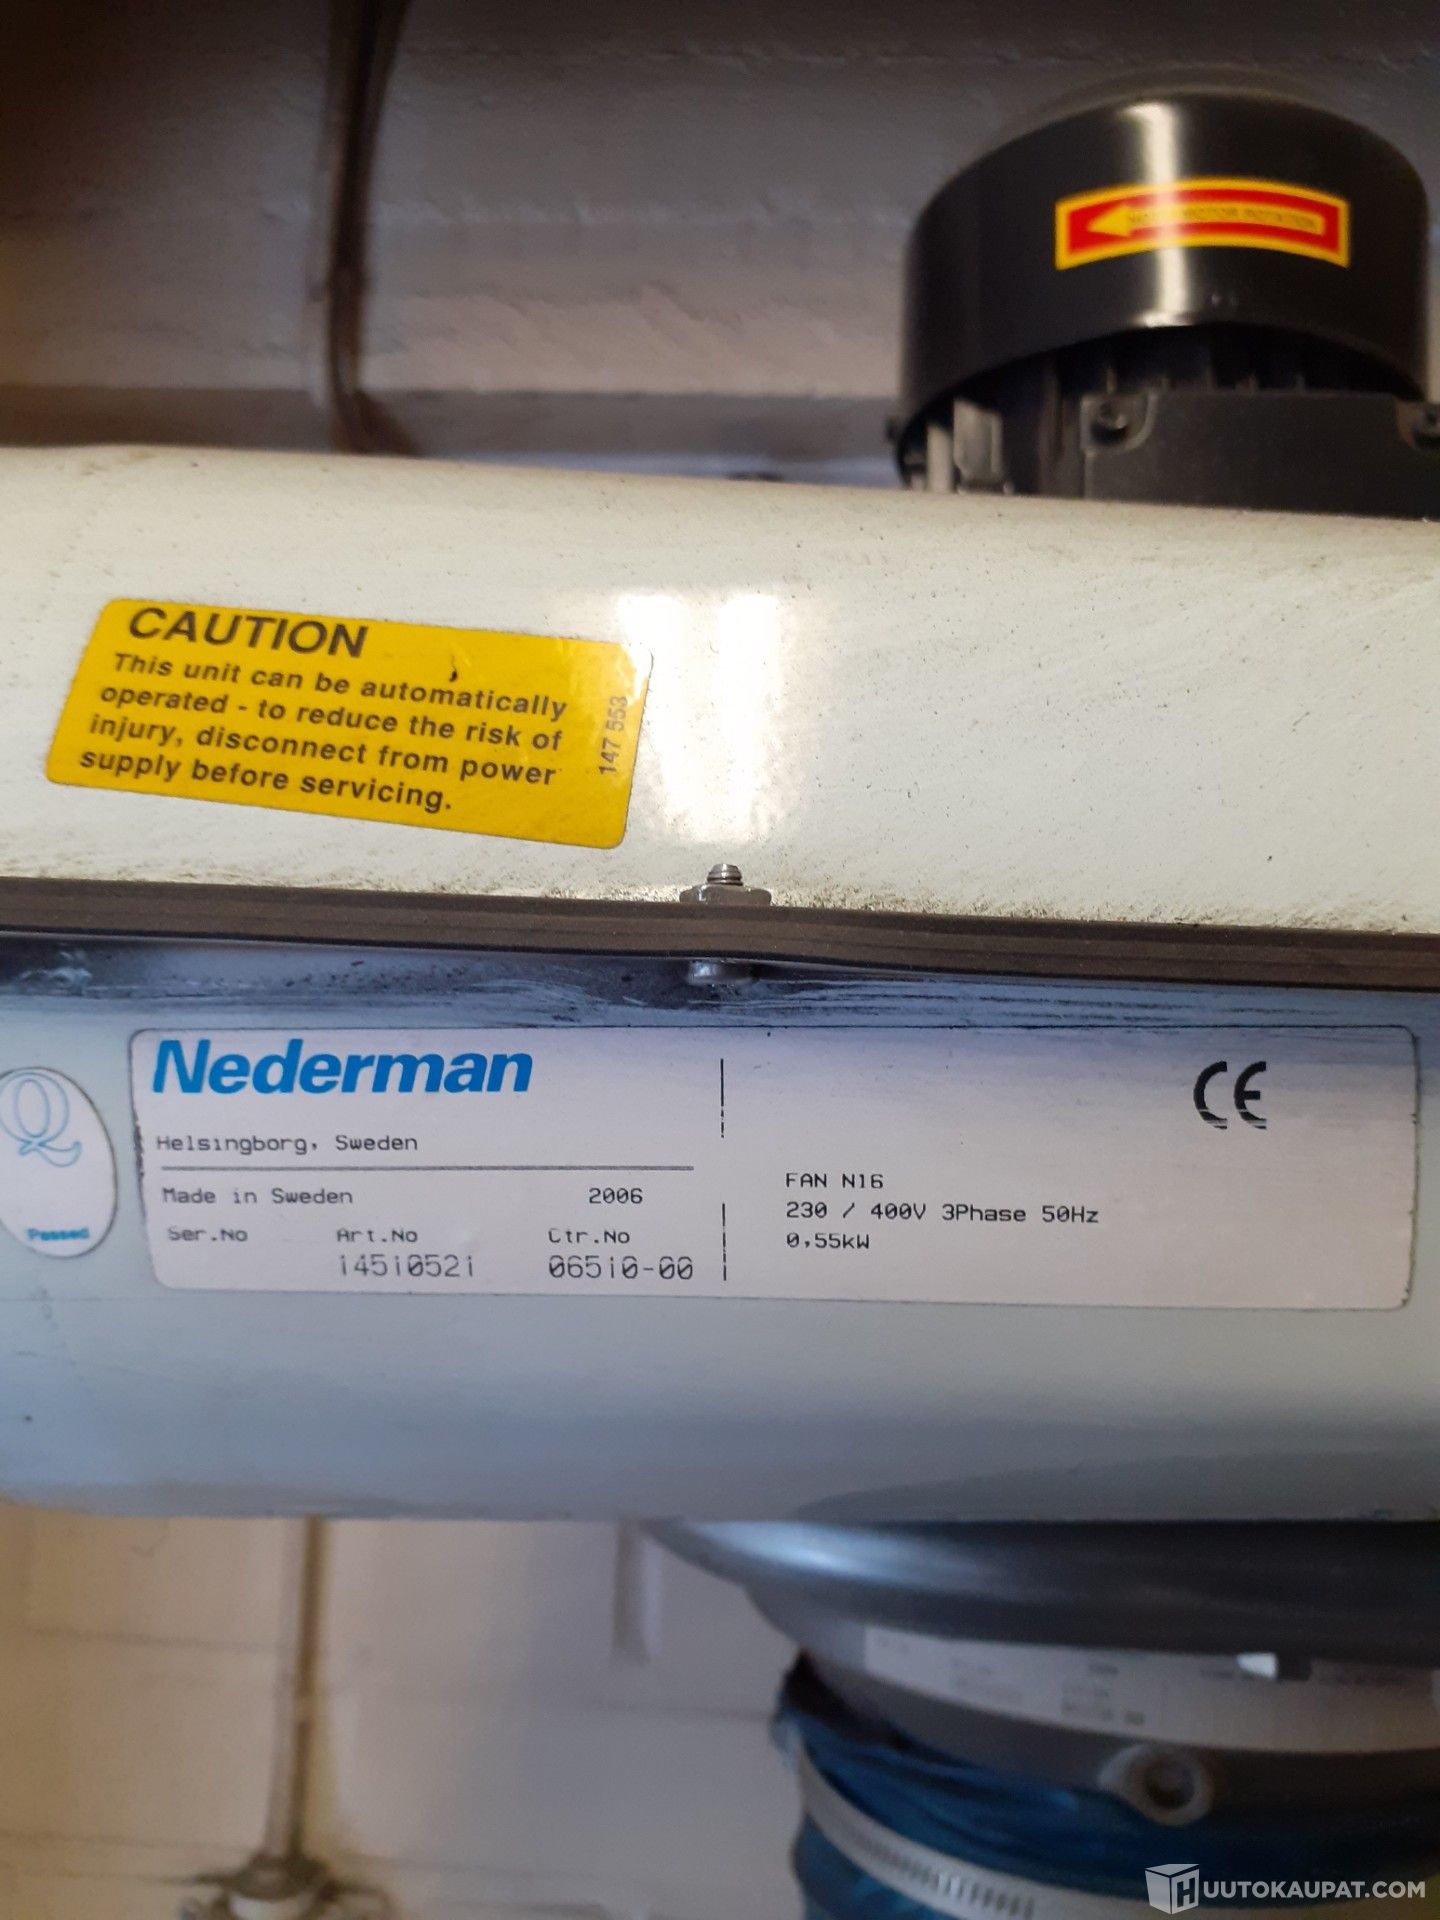 CAUTION
This unit can be automatically
operated - to reduce the risk of
injury, disconnect from power
supply before servicing.
147 553
Q
Passed
Nederman
Helsingborg, Sweden
Made in Sweden 2006
Ser.No Art.No Ctr.No
14510521 06510-00
CE
FAN N16
230 / 400V 3Phase 50Hz
0,55kW
HUUTOKAUPAT.COM